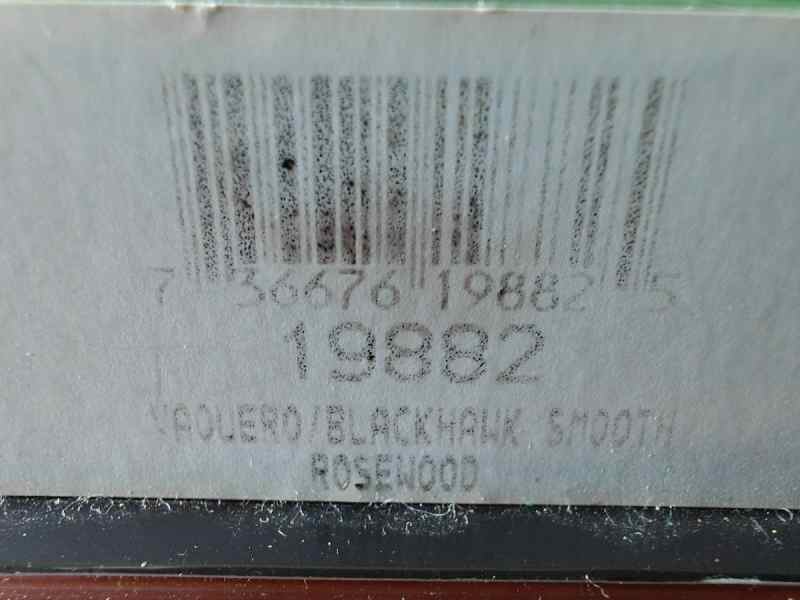 7 36676 19882 5
19882
VAQUERO/BLACKHAWK SMOOTH
ROSEWOOD